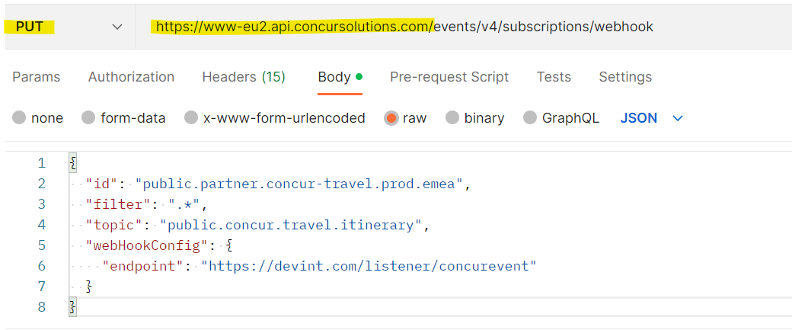 PUT https://www-eu2.api.concursolutions.com/events/v4/subscriptions/webhook
Params Authorization Headers (15) Body Pre-request Script Tests Settings
none form-data x-www-form-urlencoded raw binary GraphQL JSON
1 {
2 "id": "public.partner.concur-travel.prod.emea",
3 "filter": ".*",
4 "topic": "public.concur.travel.itinerary",
5 "webHookConfig": {
6 "endpoint": "https://devint.com/listener/concurevent"
7 }
8 }